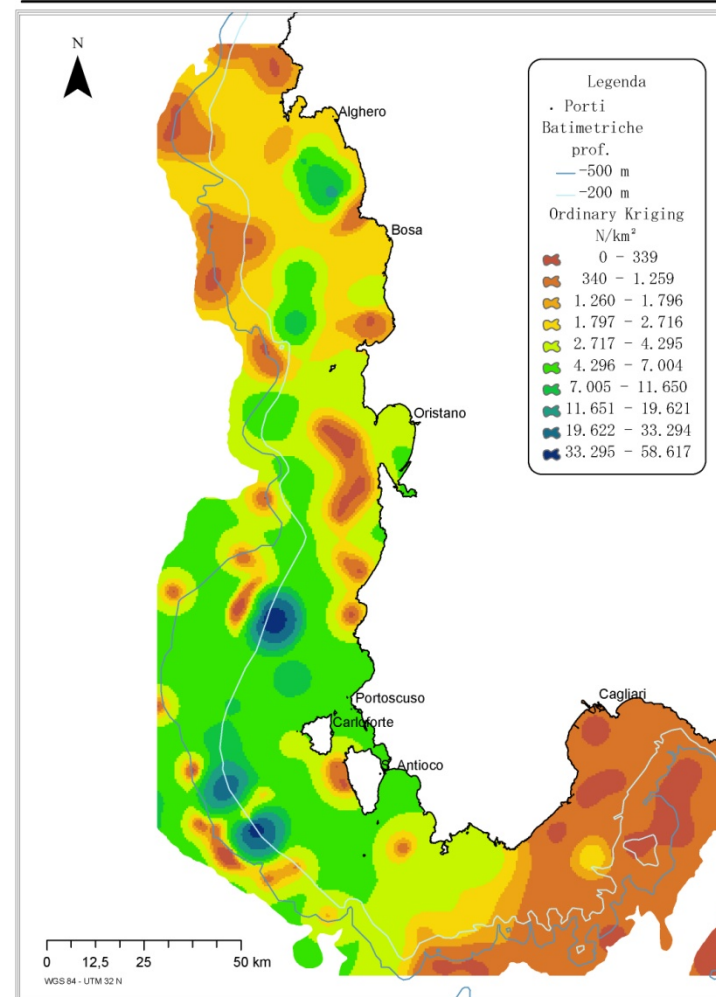 N
Alghero
Bosa
Oristano
Portoscuso
Carloforte
S. Antioco
Cagliari
Legenda
. Porti
Batimetriche
prof.
-500 m
-200 m
Ordinary Kriging
N/km²
0 - 339
340 - 1.259
1.260 - 1.796
1.797 - 2.716
2.717 - 4.295
4.296 - 7.004
7.005 - 11.650
11.651 - 19.621
19.622 - 33.294
33.295 - 58.617
0 12,5 25 50 km
WGS 84 - UTM 32 N